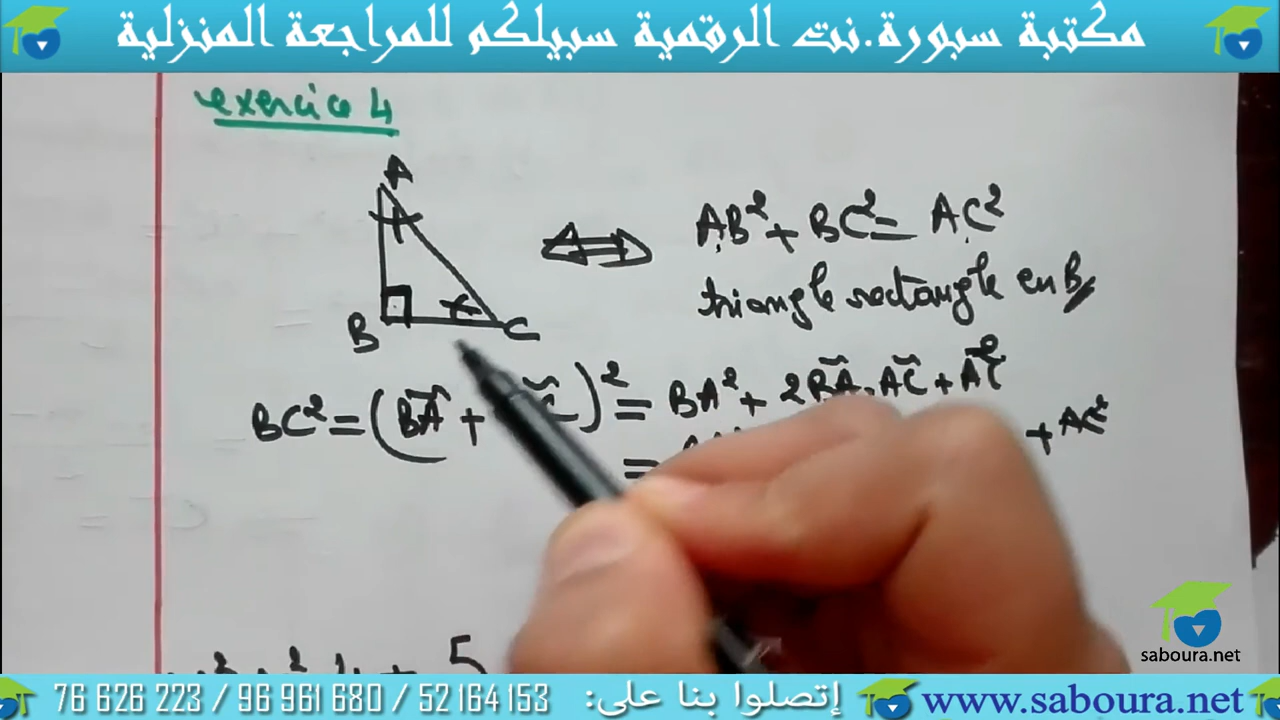 مكتبة سبورة.نت الرقمية سبيلكم للمراجعة المنزلية
exercice 4
A
B
C
AB² + BC² = AC²
triangle rectangle en B
BC² = (BA + C)² = BA² + 2BA.AC + AC²
=
+ AC²
5
saboura.net
76 626 223 / 96 961 680 / 52 164 153 إتصلوا بنا على:
www.saboura.net